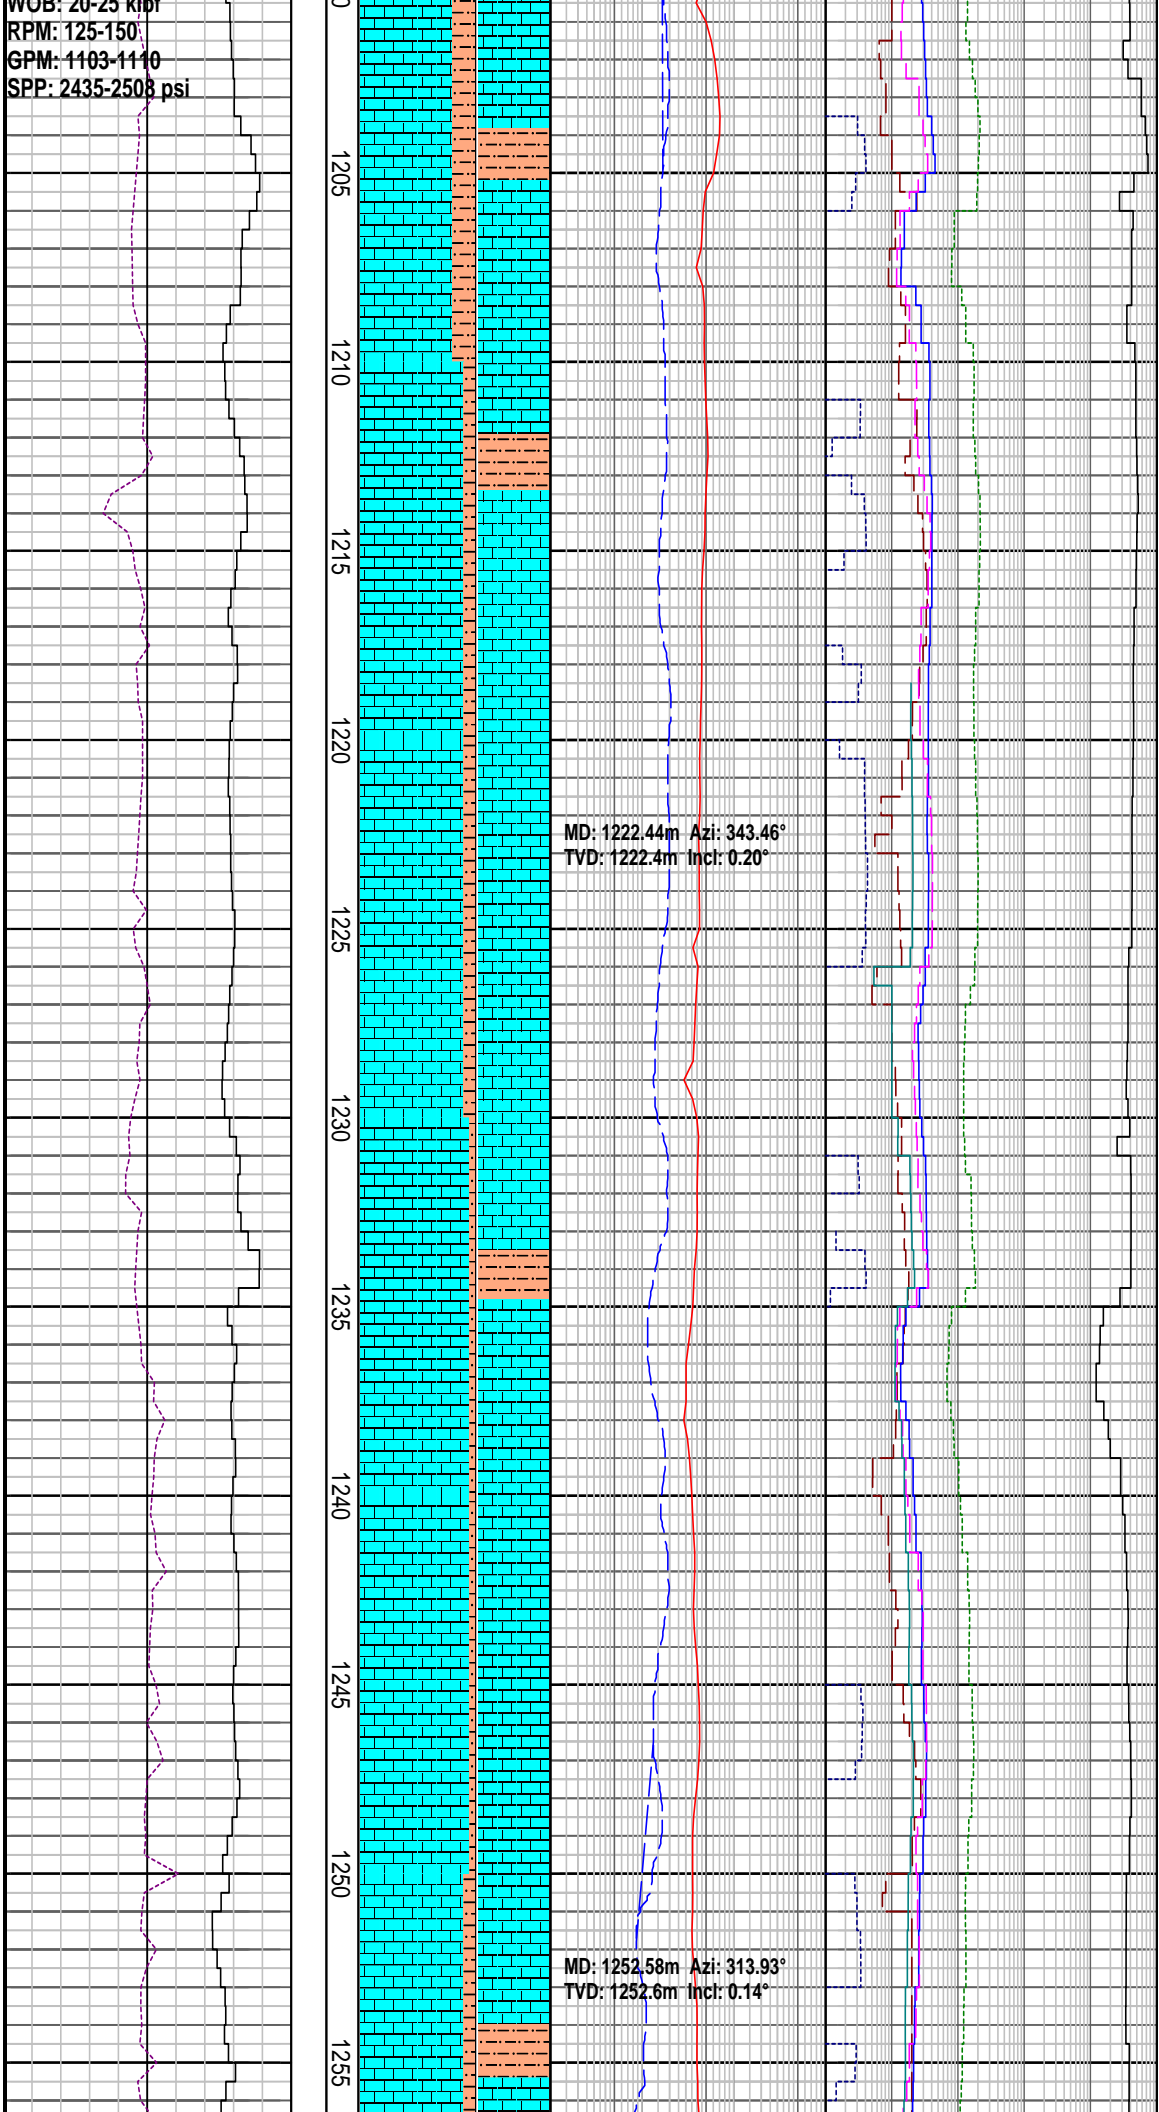 WOB: 20-25 klbf
RPM: 125-150
GPM: 1103-1110
SPP: 2435-2508 psi
1205
1210
1215
1220
MD: 1222.44m Azi: 343.46°
TVD: 1222.4m Incl: 0.20°
1225
1230
1235
1240
1245
1250
MD: 1252.58m Azi: 313.93°
TVD: 1252.6m Incl: 0.14°
1255